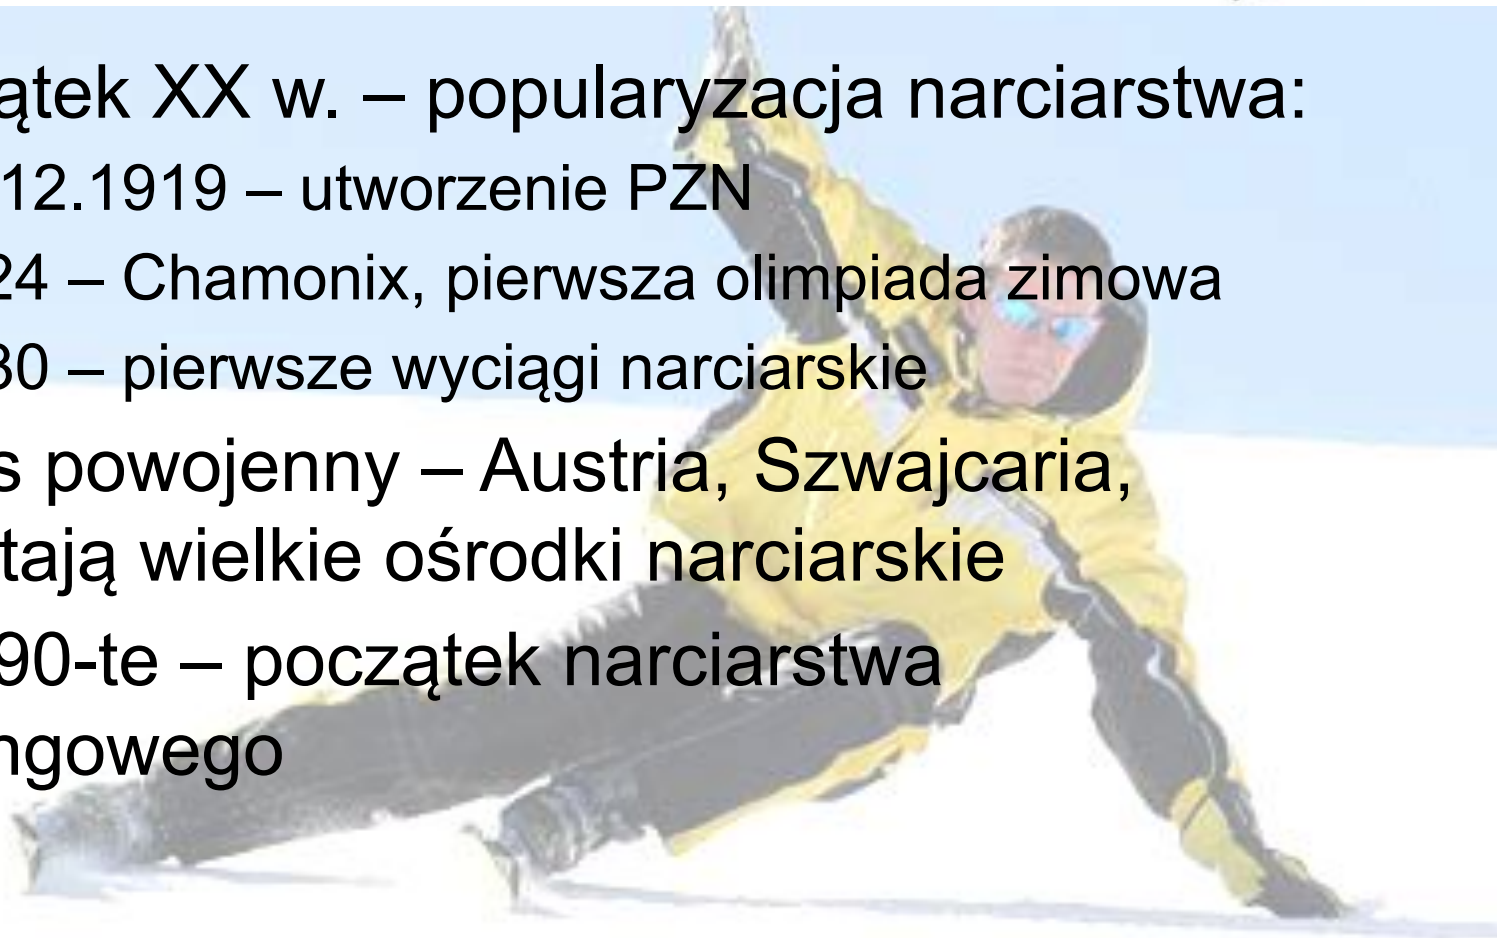 ątek XX w. – popularyzacja narciarstwa:
12.1919 – utworzenie PZN
24 – Chamonix, pierwsza olimpiada zimowa
30 – pierwsze wyciągi narciarskie
s powojenny – Austria, Szwajcaria,
tają wielkie ośrodki narciarskie
90-te – początek narciarstwa
ngowego